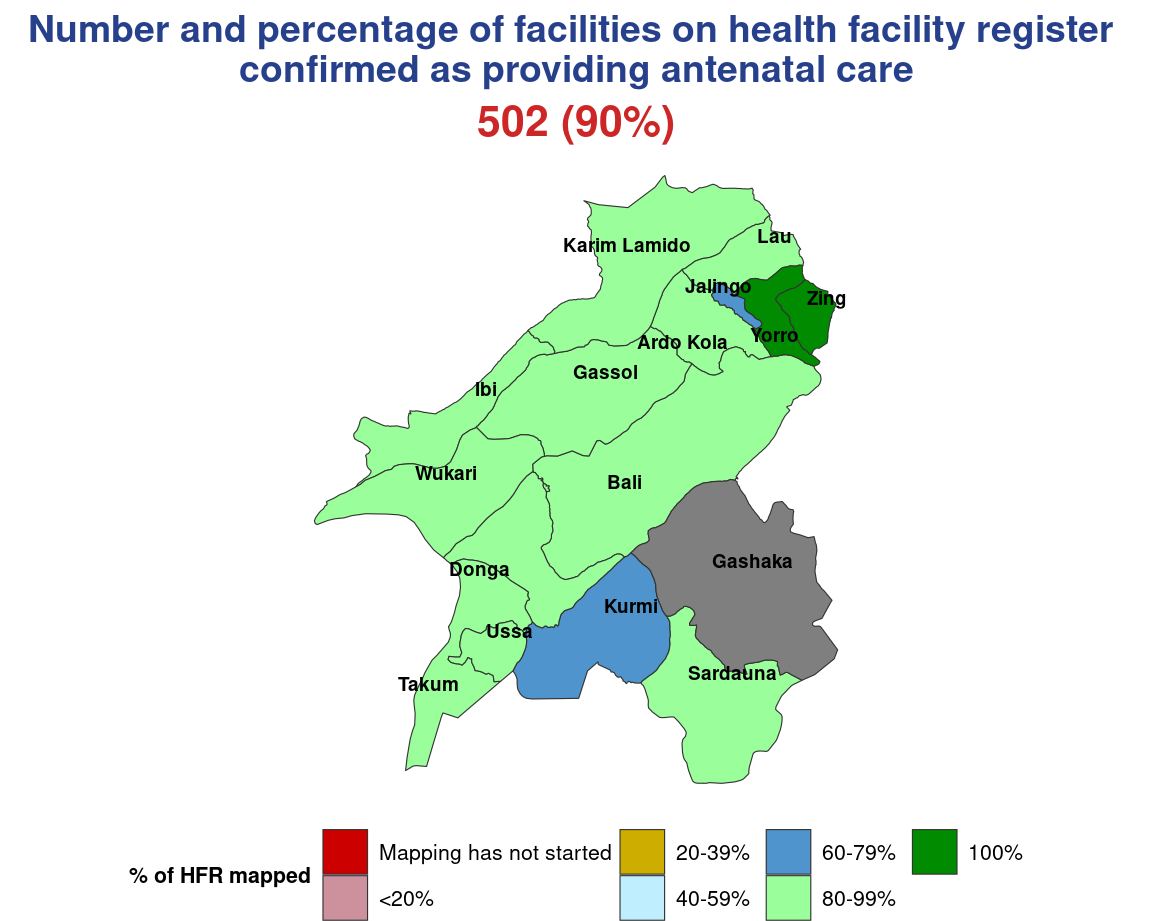 Number and percentage of facilities on health facility register
confirmed as providing antenatal care
502 (90%)
Karim Lamido
Lau
Jalingo
Zing
Yorro
Ardo Kola
Gassol
Ibi
Wukari
Bali
Gashaka
Donga
Kurmi
Ussa
Sardauna
Takum
% of HFR mapped
Mapping has not started
<20%
20-39%
40-59%
60-79%
80-99%
100%